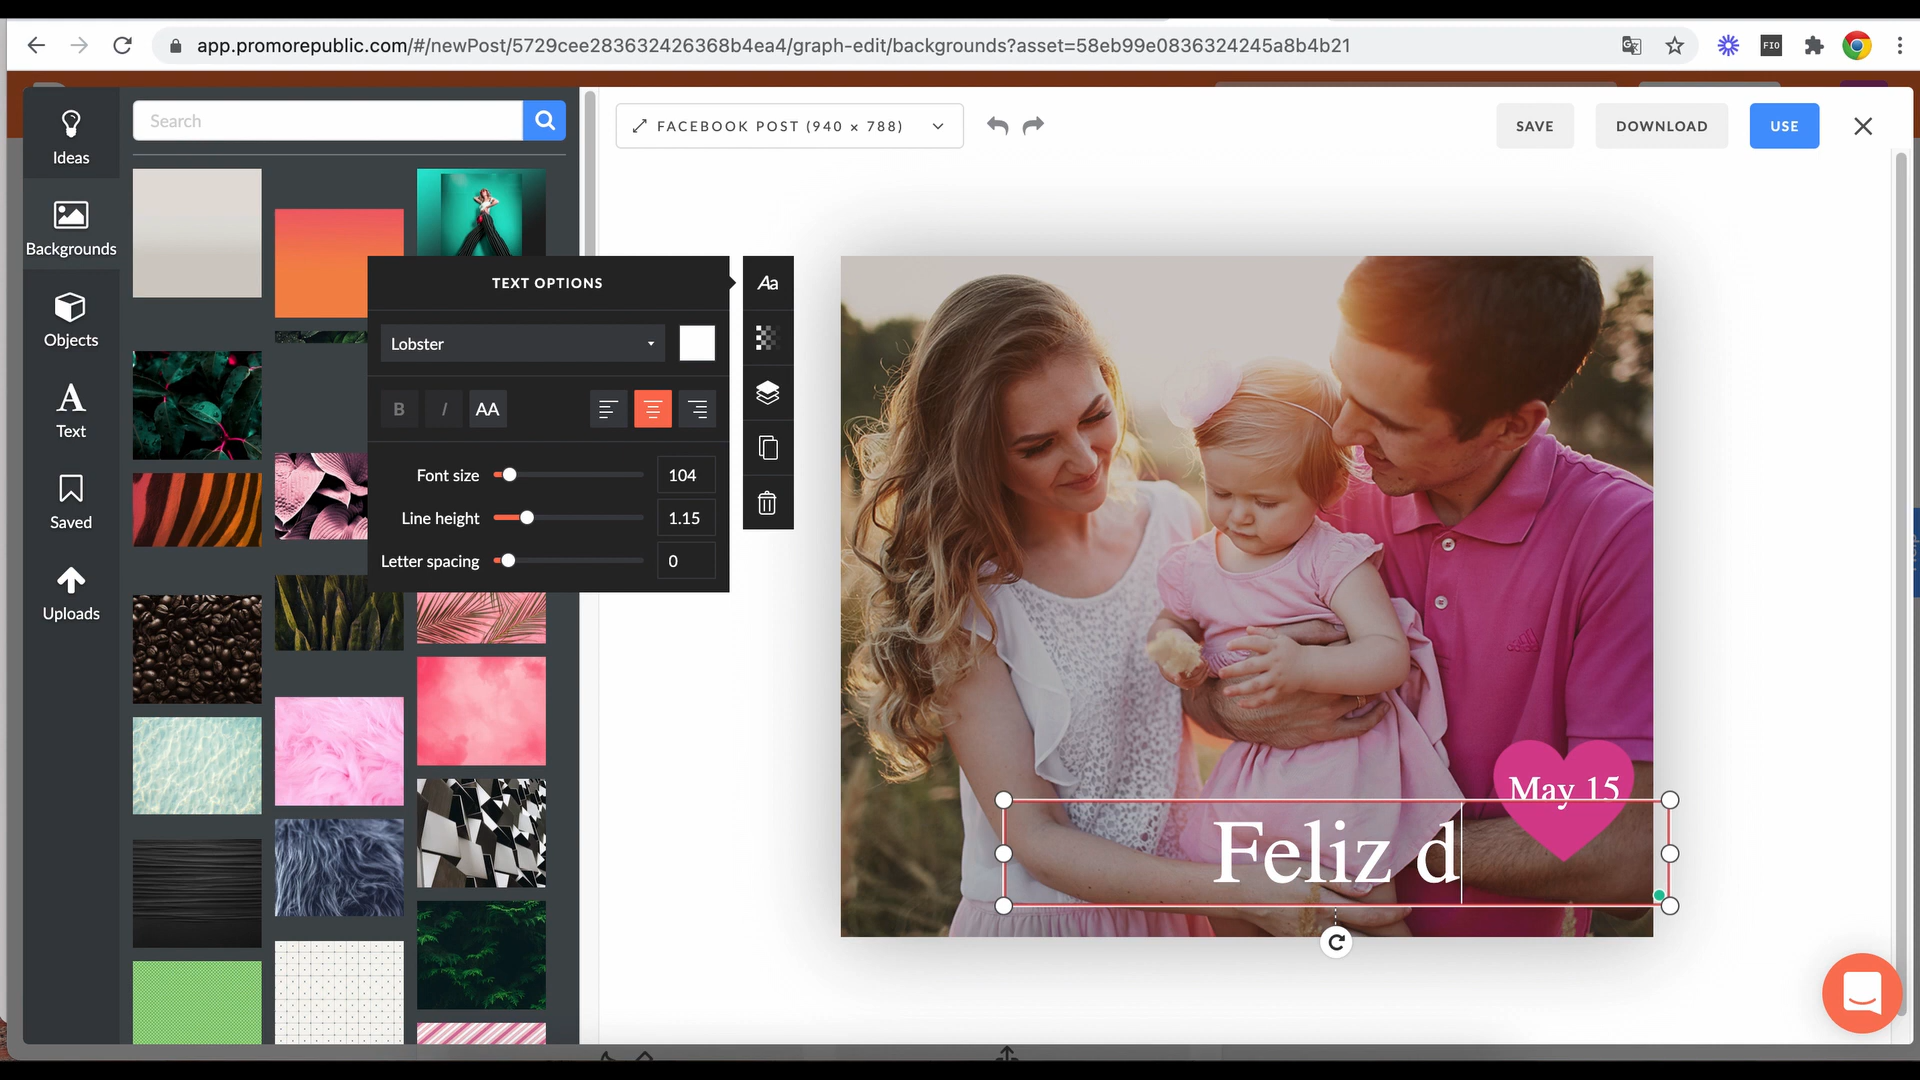 app.promorepublic.com/#/newPost/5729cee283632426368b4ea4/graph-edit/backgrounds?asset=58eb99e0836324245a8b4b21
FIO
Ideas
Backgrounds
Objects
Text
Saved
Uploads
Search
FACEBOOK POST (940 × 788)
SAVE
DOWNLOAD
USE
TEXT OPTIONS
Aa
Lobster
B I AA
Font size 104
Line height 1.15
Letter spacing 0
May 15
Feliz d